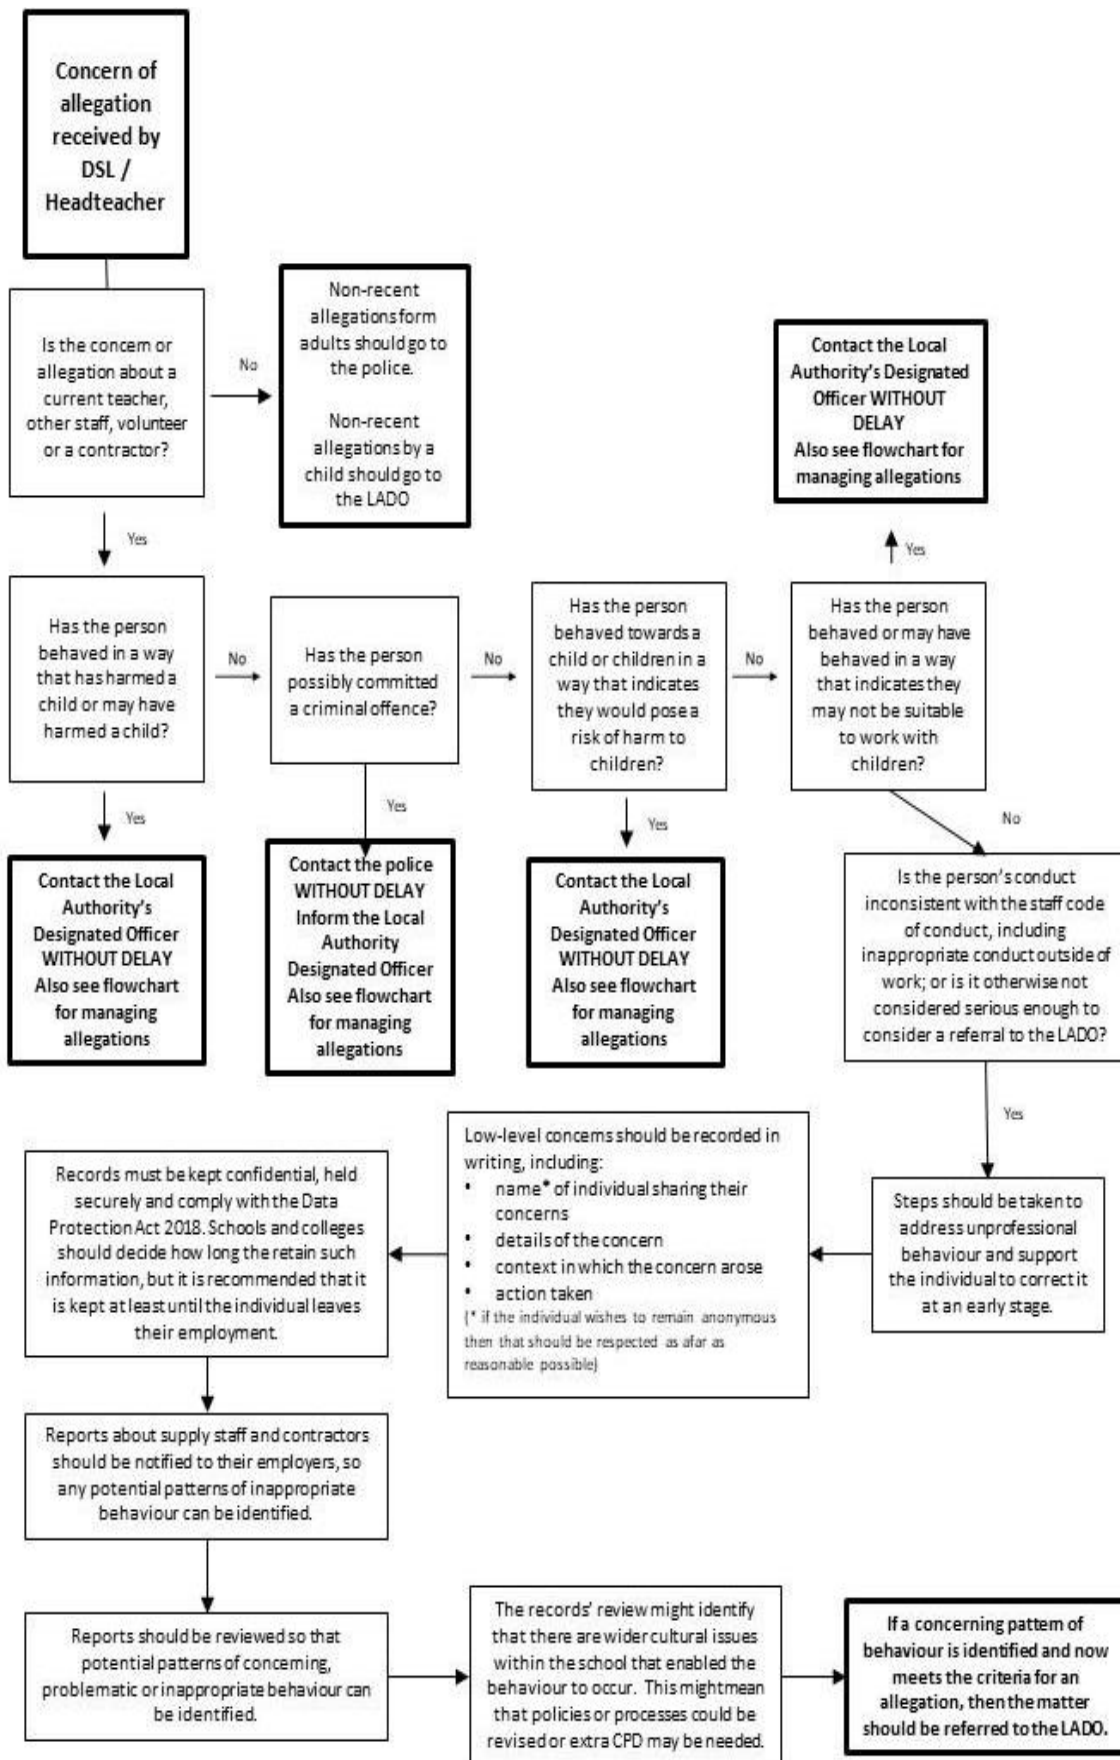 Concern of
allegation
received by
DSL /
Headteacher
Is the concern or
allegation about a
current teacher,
other staff, volunteer
or a contractor?
No
Non-recent
allegations form
adults should go to
the police.
Non-recent
allegations by a
child should go to
the LADO
Contact the Local
Authority's Designated
Officer WITHOUT
DELAY
Also see flowchart for
managing allegations
Yes
Yes
Has the person
behaved in a way
that has harmed a
child or may have
harmed a child?
No
Has the person
possibly committed
a criminal offence?
No
Has the person
behaved towards a
child or children in a
way that indicates
they would pose a
risk of harm to
children?
No
Has the person
behaved or may have
behaved in a way
that indicates they
may not be suitable
to work with
children?
Yes
Yes
Yes
No
Contact the Local
Authority's
Designated Officer
WITHOUT DELAY
Also see flowchart
for managing
allegations
Contact the police
WITHOUT DELAY
Inform the Local
Authority
Designated Officer
Also see flowchart
for managing
allegations
Contact the Local
Authority's
Designated Officer
WITHOUT DELAY
Also see flowchart
for managing
allegations
Is the person's conduct
inconsistent with the staff code
of conduct, including
inappropriate conduct outside of
work; or is it otherwise not
considered serious enough to
consider a referral to the LADO?
Yes
Steps should be taken to
address unprofessional
behaviour and support
the individual to correct it
at an early stage.
Low-level concerns should be recorded in
writing, including:
• name* of individual sharing their
concerns
• details of the concern
• context in which the concern arose
• action taken
(* if the individual wishes to remain anonymous
then that should be respected as afar as
reasonable possible)
Records must be kept confidential, held
securely and comply with the Data
Protection Act 2018. Schools and colleges
should decide how long the retain such
information, but it is recommended that it
is kept at least until the individual leaves
their employment.
Reports about supply staff and contractors
should be notified to their employers, so
any potential patterns of inappropriate
behaviour can be identified.
Reports should be reviewed so that
potential patterns of concerning,
problematic or inappropriate behaviour can
be identified.
The records' review might identify
that there are wider cultural issues
within the school that enabled the
behaviour to occur. This might mean
that policies or processes could be
revised or extra CPD may be needed.
If a concerning pattern of
behaviour is identified and now
meets the criteria for an
allegation, then the matter
should be referred to the LADO.